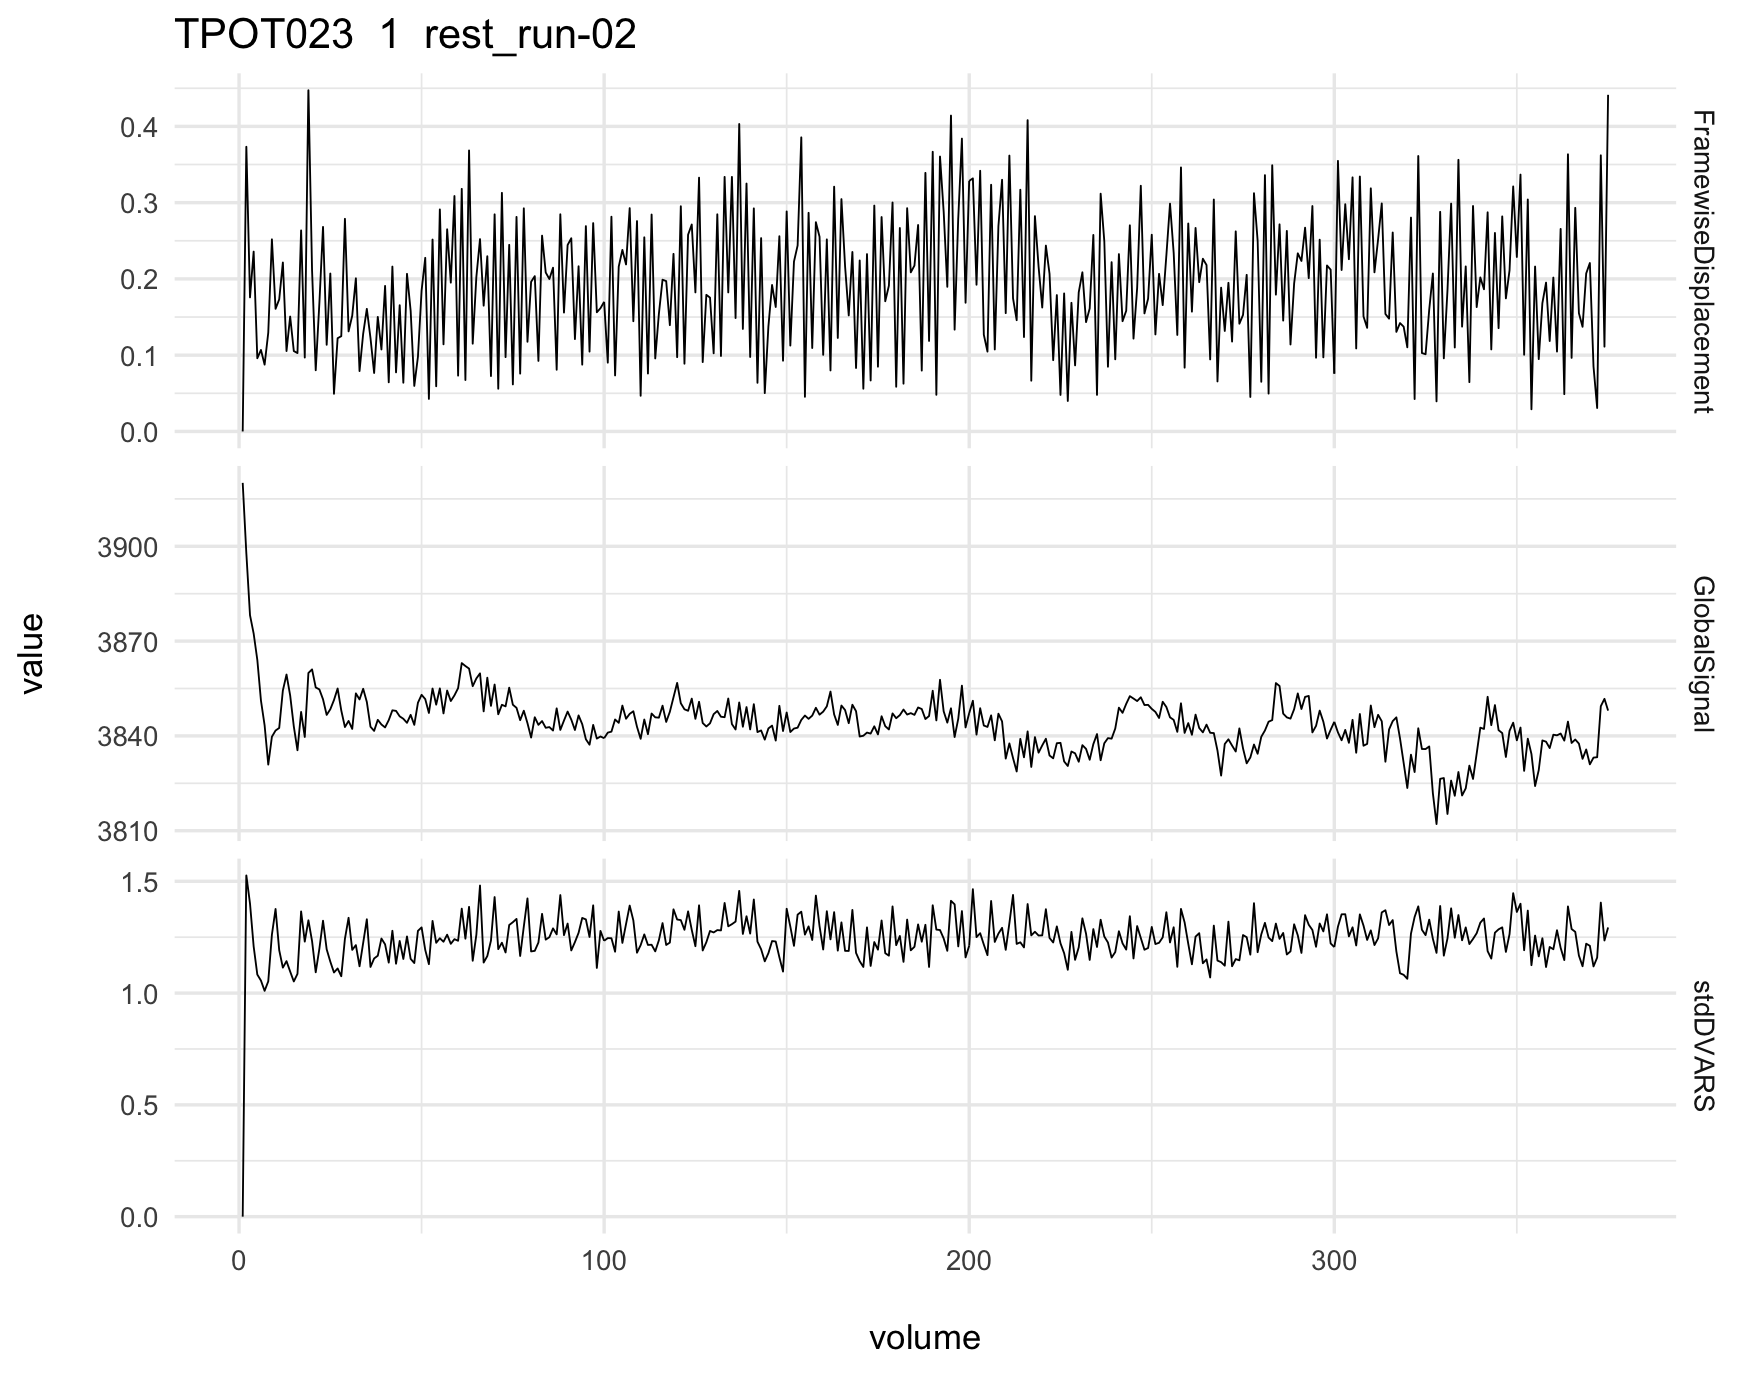 TPOT023 1 rest_run-02
0.4
0.3
0.2
0.1
0.0
FramewiseDisplacement
3900
3870
3840
3810
GlobalSignal
value
1.5
1.0
0.5
0.0
stdDVARS
0 100 200 300
volume